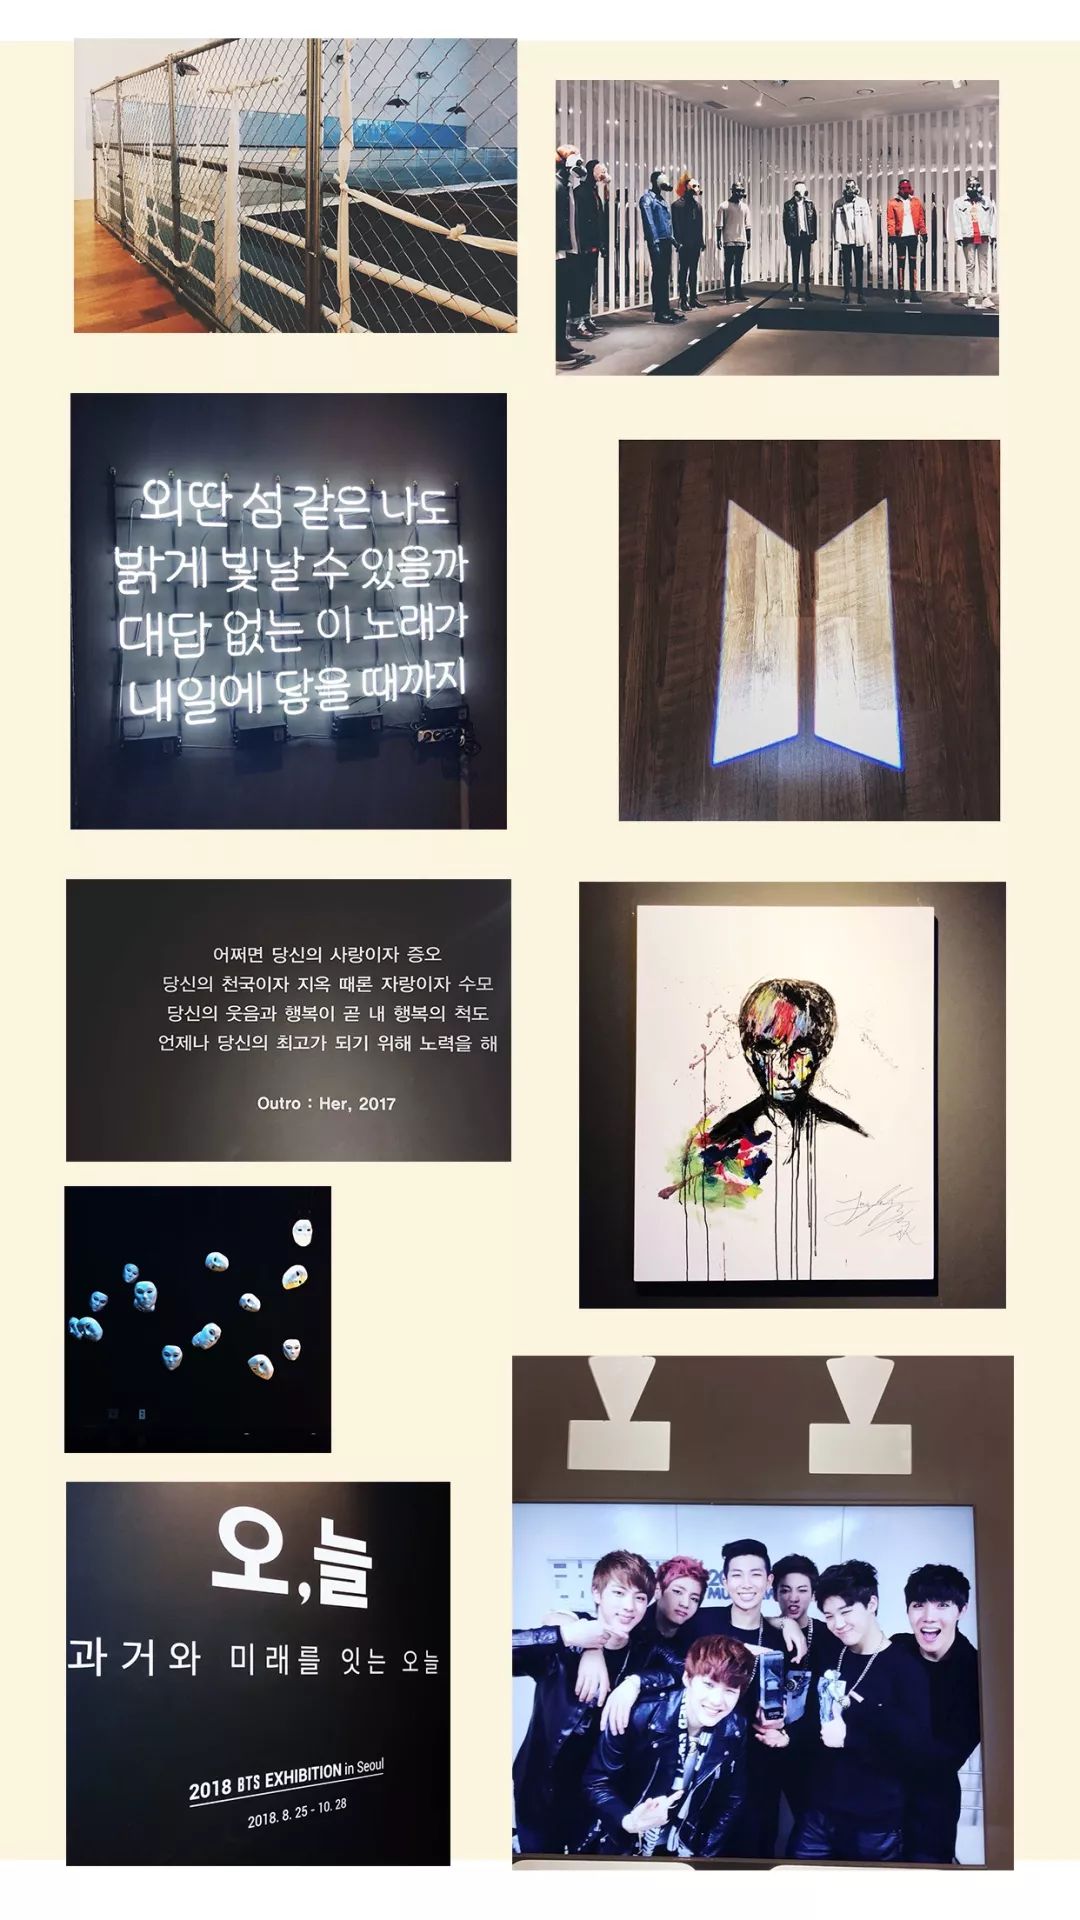 외딴 섬 같은 나도
밝게 빛날 수 있을까
대답 없는 이 노래가
내일에 닿을 때까지
어쩌면 당신의 사랑이자 증오
당신의 천국이자 지옥 때론 자랑이자 수모
당신의 웃음과 행복이 곧 내 행복의 척도
언제나 당신의 최고가 되기 위해 노력을 해
Outro : Her, 2017
오,늘
과거와 미래를 잇는 오늘
2018 BTS EXHIBITION in Seoul
2018. 8. 25 - 10. 28